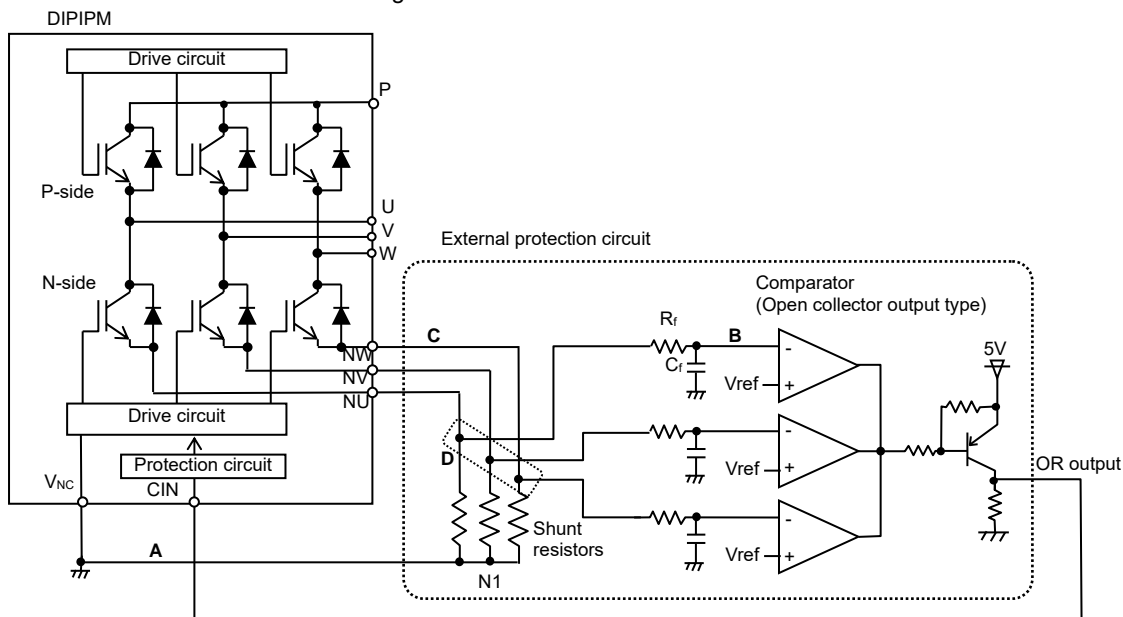 DIPIPM
Drive circuit
P
P-side
U
V
W
N-side
External protection circuit
Comparator
(Open collector output type)
Rf
B
C
Cf
5V
NW
NV
NU
Vref
Drive circuit
D
Vref
OR output
Protection circuit
VNC
CIN
Shunt
resistors
Vref
A
N1
- 
+
-
+
-
+